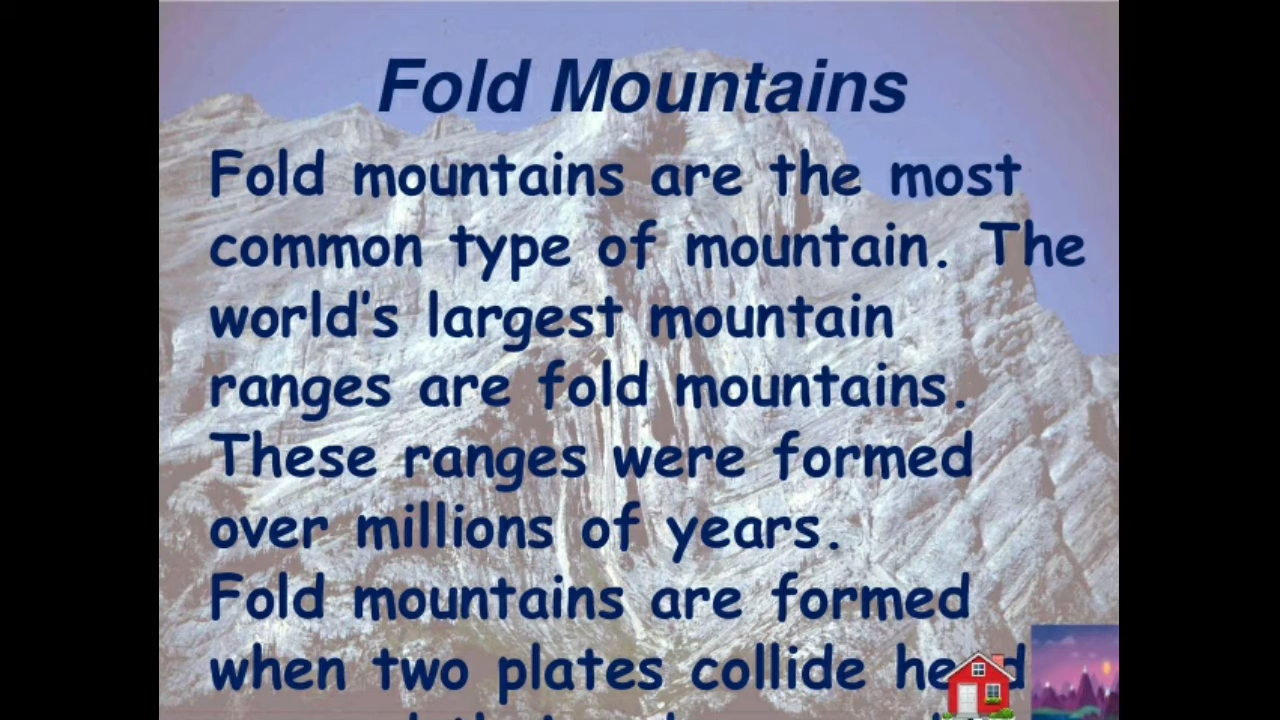 Fold Mountains
Fold mountains are the most
common type of mountain. The
world's largest mountain
ranges are fold mountains.
These ranges were formed
over millions of years.
Fold mountains are formed
when two plates collide head